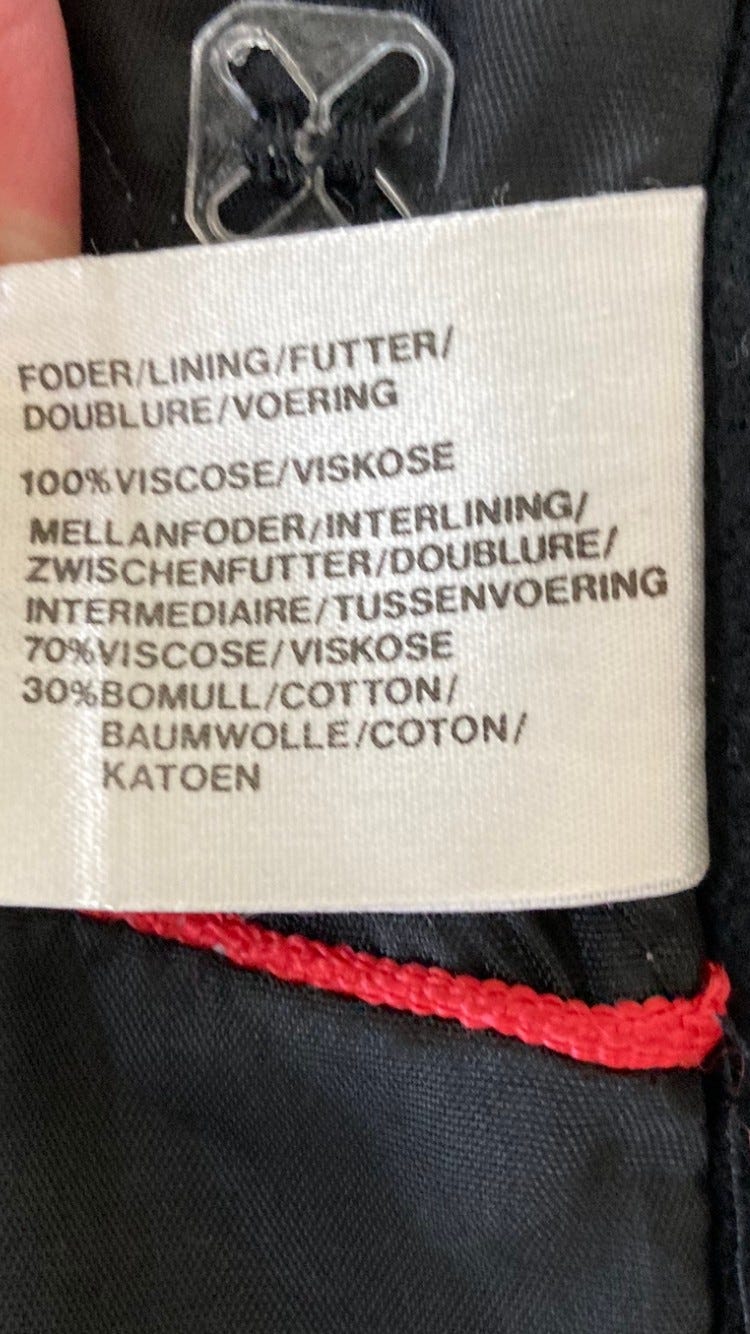 FODER/LINING/FUTTER/
DOUBLURE/VOERING
100%VISCOSE/VISKOSE
MELLANFODER/INTERLINING/
ZWISCHENFUTTER/DOUBLURE/
INTERMEDIAIRE/TUSSENVOERING
70%VISCOSE/VISKOSE
30%BOMULL/COTTON/
BAUMWOLLE/COTON/
KATOEN